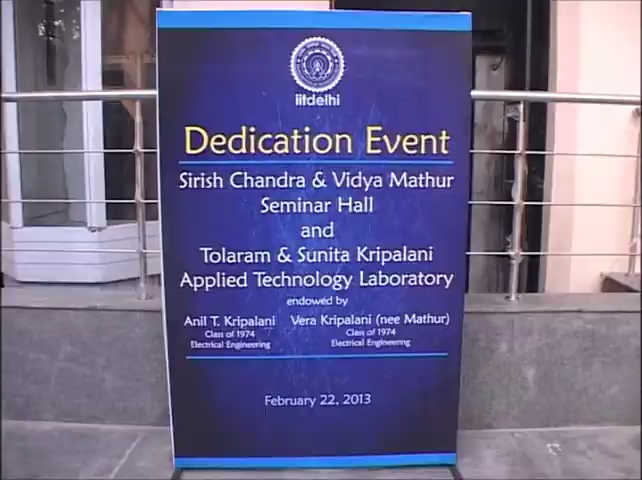 iitdelhi
Dedication Event
Sirish Chandra & Vidya Mathur
Seminar Hall
and
Tolaram & Sunita Kripalani
Applied Technology Laboratory
endowed by
Anil T. Kripalani Vera Kripalani (nee Mathur)
Class of 1974 Class of 1974
Electrical Engineering Electrical Engineering
February 22, 2013